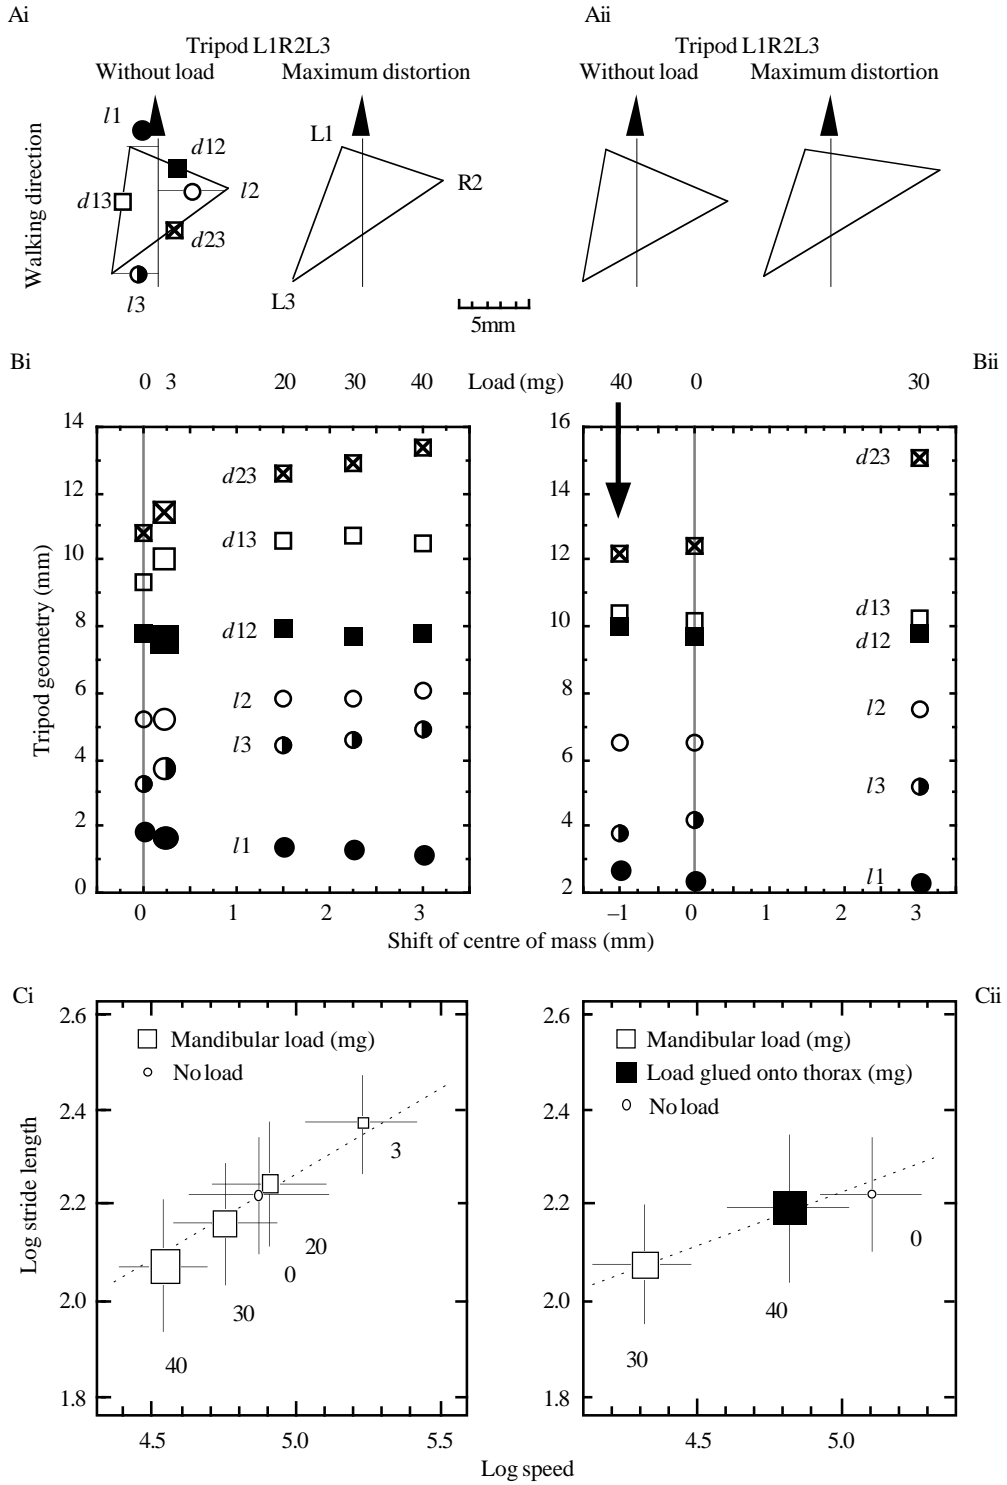 Ai
Aii
Tripod L1R2L3
Tripod L1R2L3
Without load
Maximum distortion
Without load
Maximum distortion
Walking direction
l1
d12
l2
d13
d23
l3
L1
R2
L3
5mm
Bi
0 3 20 30 40 Load (mg) 40 0 30
Bii
Tripod geometry (mm)
14
12
10
8
6
4
2
0
d23
d13
d12
l2
l3
l1
0 1 2 3
16
14
12
10
8
6
4
2
d23
d13
d12
l2
l3
l1
–1 0 1 2 3
Shift of centre of mass (mm)
Ci
Cii
Log stride length
2.6
2.4
2.2
2.0
1.8
Mandibular load (mg)
No load
3
20
0
30
40
4.5 5.0 5.5
2.6
2.4
2.2
2.0
1.8
Mandibular load (mg)
Load glued onto thorax (mg)
No load
0
40
30
4.5 5.0
Log speed